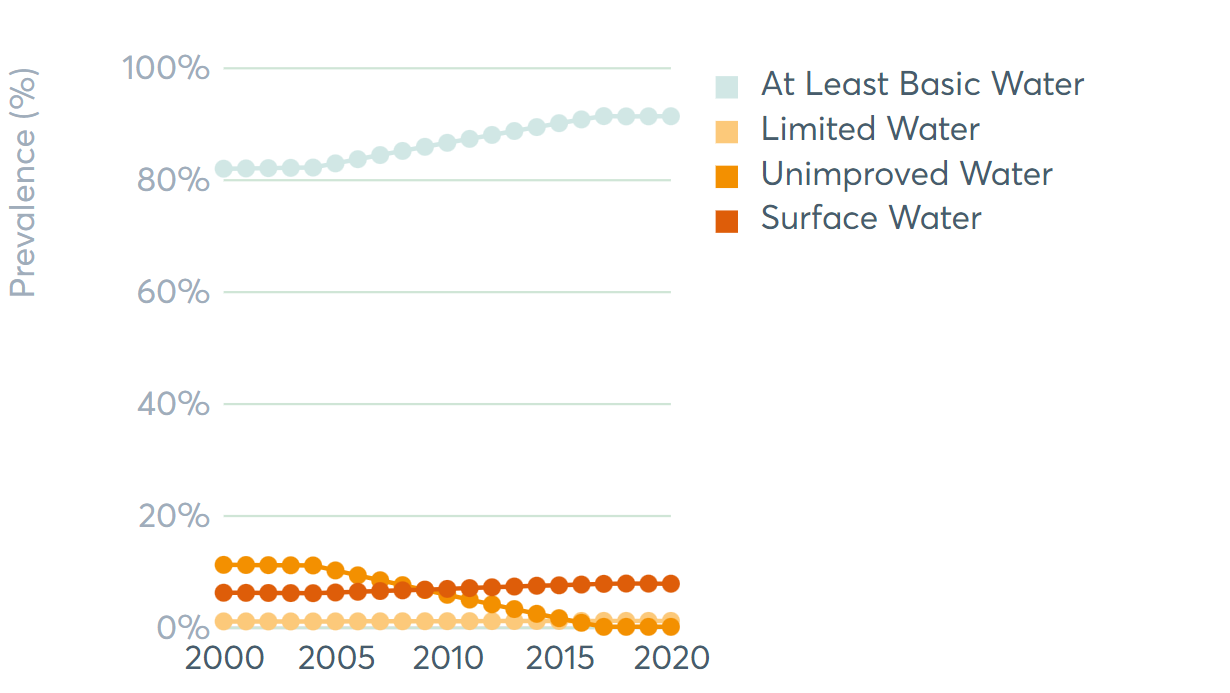 Prevalence (%)
100%
80%
60%
40%
20%
0%
2000 2005 2010 2015 2020
At Least Basic Water
Limited Water
Unimproved Water
Surface Water